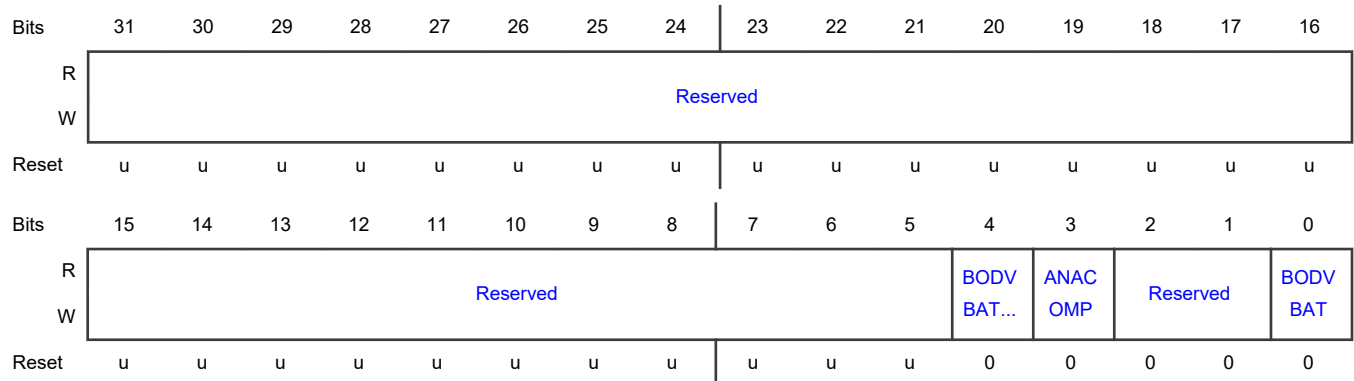 Bits 31 30 29 28 27 26 25 24 23 22 21 20 19 18 17 16
R
Reserved
W
Reset u u u u u u u u u u u u u u u u
Bits 15 14 13 12 11 10 9 8 7 6 5 4 3 2 1 0
R
Reserved BODV BAT... ANAC OMP Reserved BODV BAT
W
Reset u u u u u u u u u u u 0 0 0 0 0